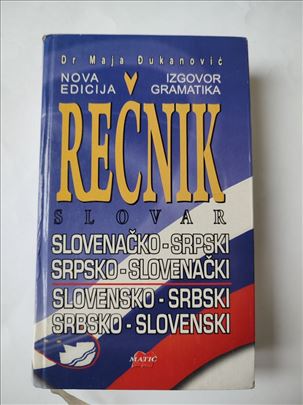 Dr Maja Đukanović
NOVA IZGOVOR
EDICIJA GRAMATIKA
REČNIK
SLOVAR
SLOVENAČKO - SRPSKI
SRPSKO - SLOVENAČKI
SLOVENSKO - SRBSKI
SRBSKO - SLOVENSKI
MATIĆ